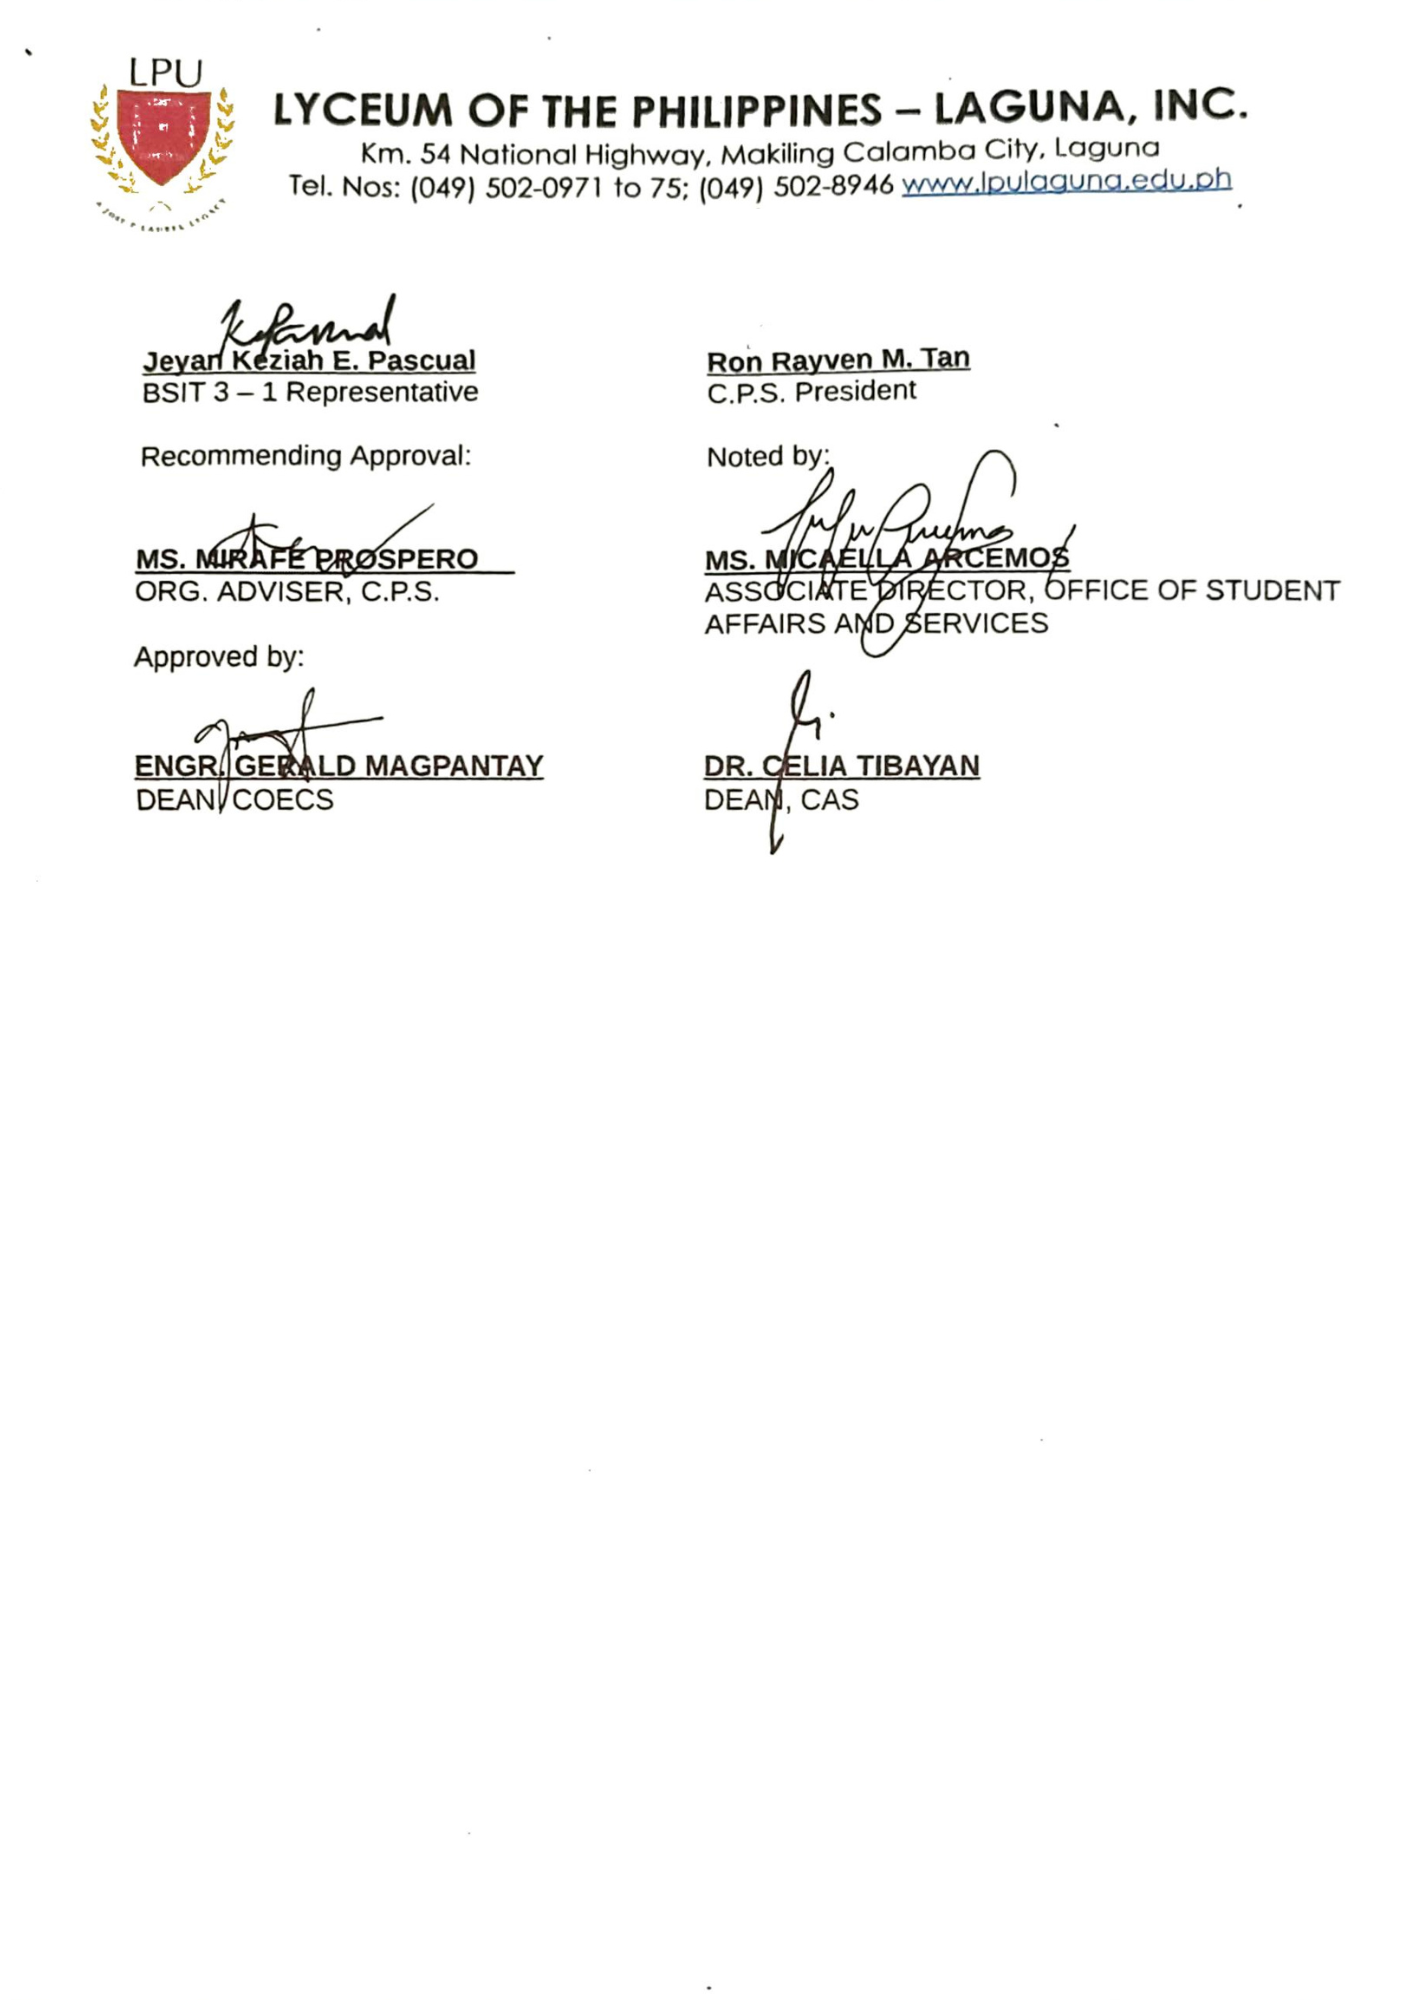 LPU
LYCEUM OF THE PHILIPPINES – LAGUNA, INC.
Km. 54 National Highway, Makiling Calamba City, Laguna
Tel. Nos: (049) 502-0971 to 75; (049) 502-8946 www.lpulaguna.edu.ph
A JOSE P LAUREL LEGACY
Jeyan Keziah E. Pascual
BSIT 3 – 1 Representative
Ron Rayven M. Tan
C.P.S. President
Recommending Approval:
Noted by:
MS. MIRAFE PROSPERO
ORG. ADVISER, C.P.S.
MS. MICAELLA ARCEMOS
ASSOCIATE DIRECTOR, OFFICE OF STUDENT
AFFAIRS AND SERVICES
Approved by:
ENGR. GERALD MAGPANTAY
DEAN, COECS
DR. CELIA TIBAYAN
DEAN, CAS